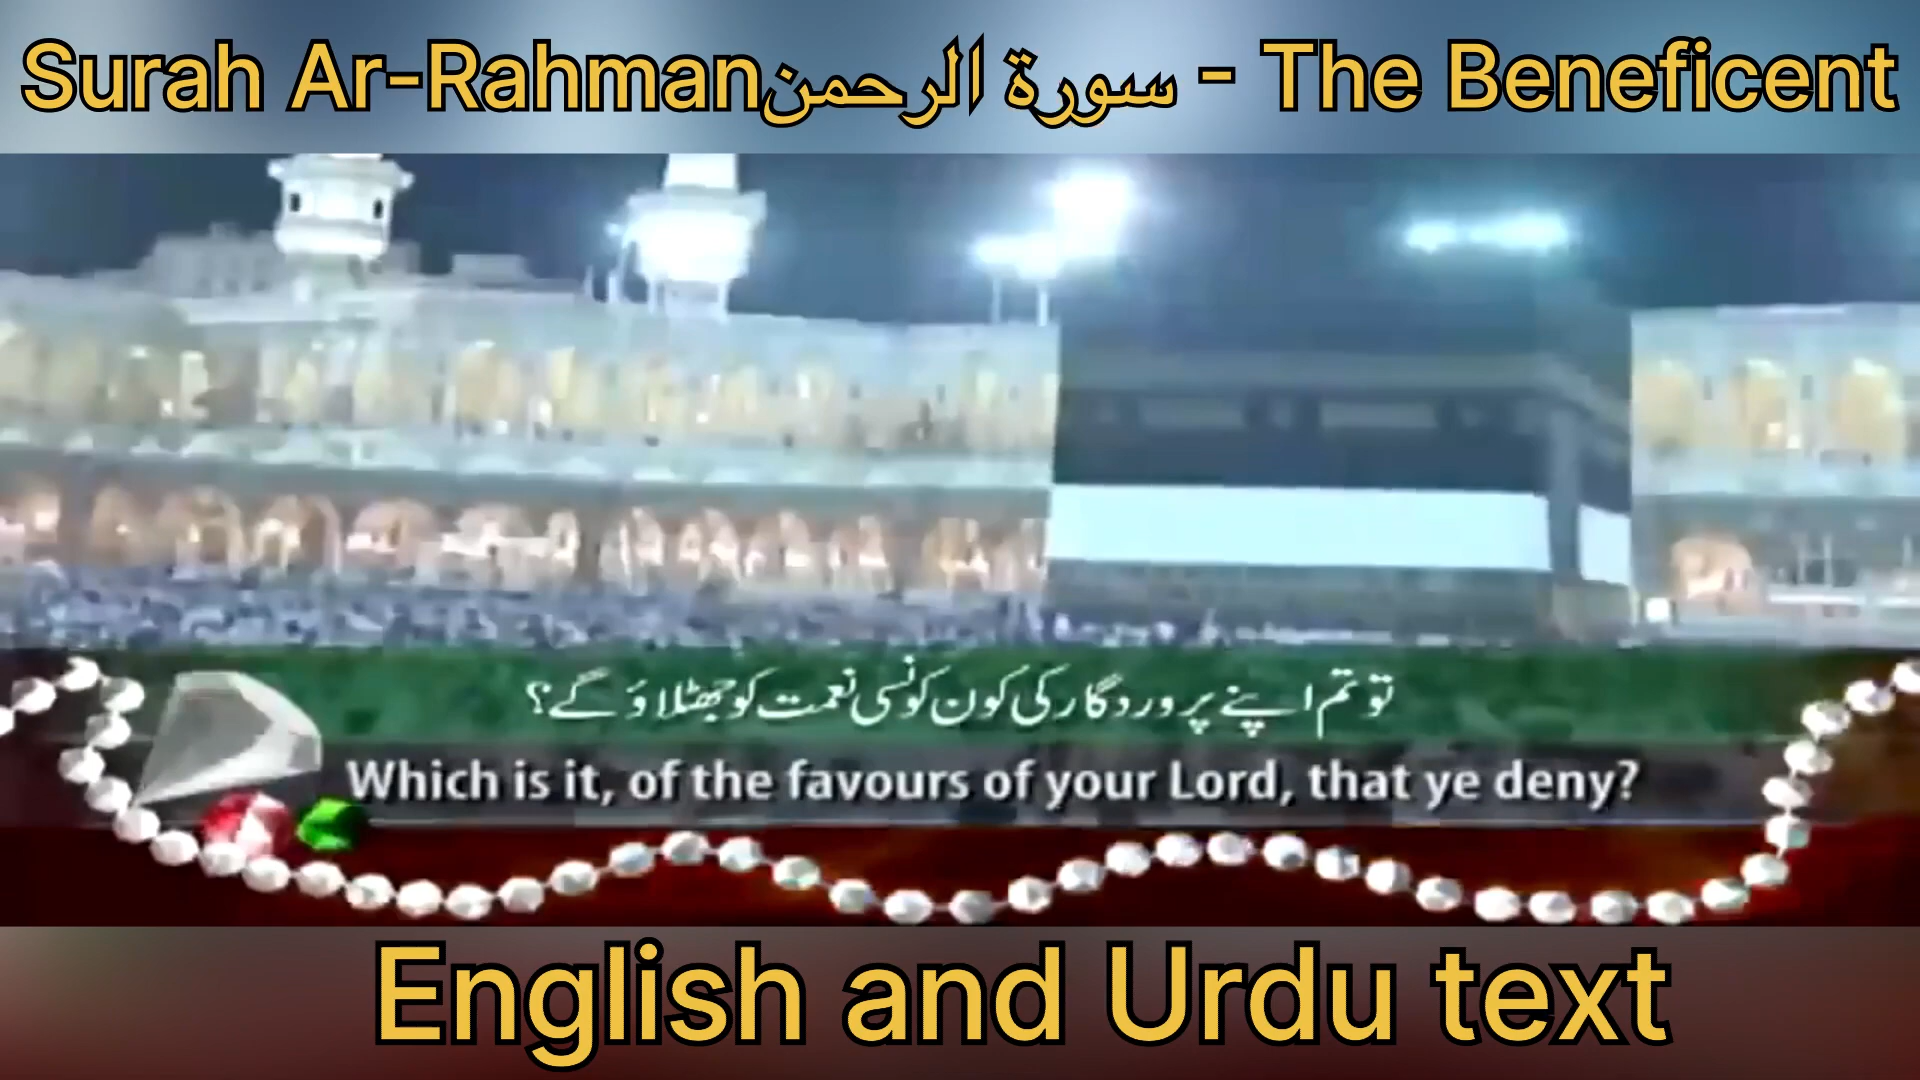 Surah Ar-Rahmanسورة الرحمن - The Beneficent
تو تم اپنے پروردگار کی کون کونسی نعمت کو جھٹلاؤ گے؟
Which is it, of the favours of your Lord, that ye deny?
English and Urdu text